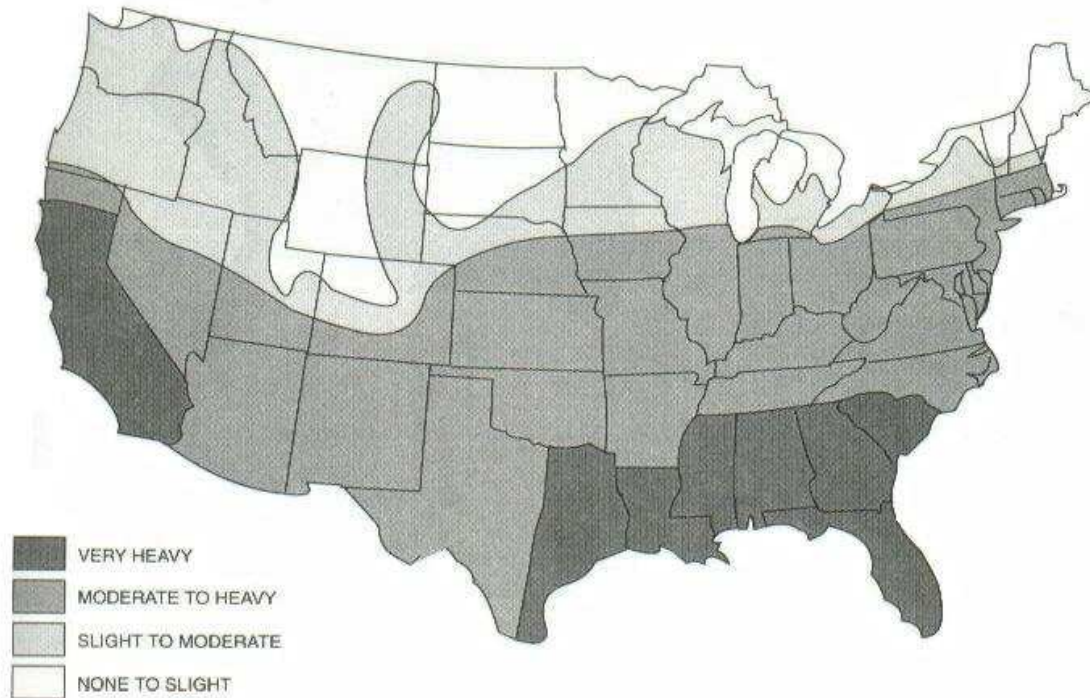 VERY HEAVY
MODERATE TO HEAVY
SLIGHT TO MODERATE
NONE TO SLIGHT